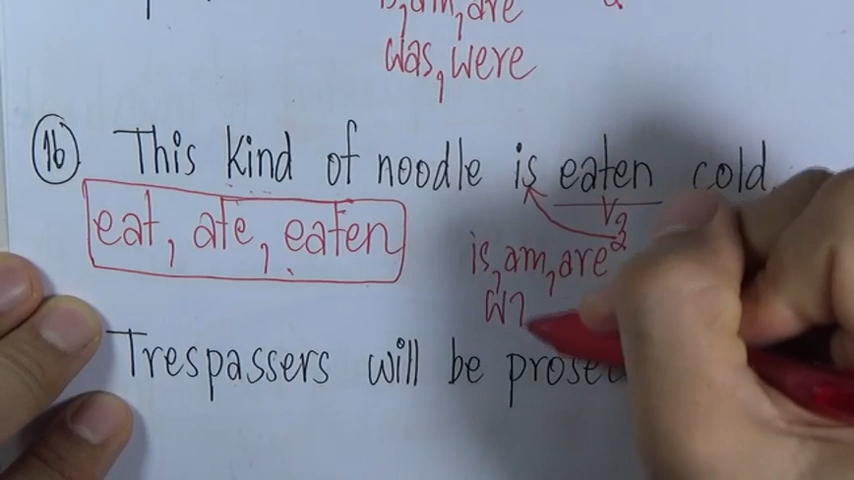 is,am,are
was,were
16 This kind of noodle is eaten cold
V3
eat, ate, eaten
is,am,are
Trespassers will be